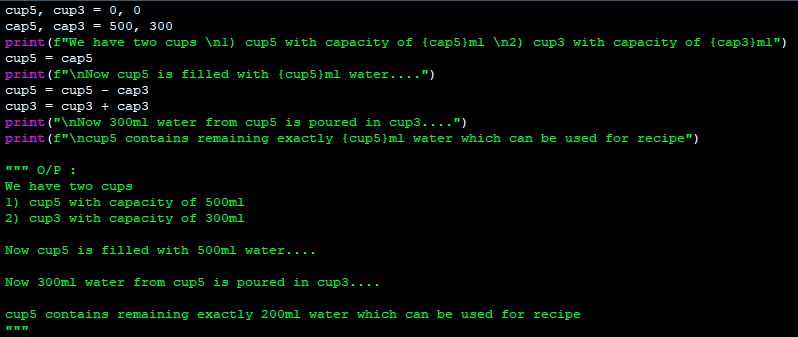 cup5, cup3 = 0, 0
cap5, cap3 = 500, 300
print(f"We have two cups \n1) cup5 with capacity of {cap5}ml \n2) cup3 with capacity of {cap3}ml")
cup5 = cap5
print(f"\nNow cup5 is filled with {cup5}ml water....")
cup5 = cup5 - cap3
cup3 = cup3 + cap3
print("\nNow 300ml water from cup5 is poured in cup3....")
print(f"\ncup5 contains remaining exactly {cup5}ml water which can be used for recipe")
""" O/P :
We have two cups
1) cup5 with capacity of 500ml
2) cup3 with capacity of 300ml
Now cup5 is filled with 500ml water....
Now 300ml water from cup5 is poured in cup3....
cup5 contains remaining exactly 200ml water which can be used for recipe
"""